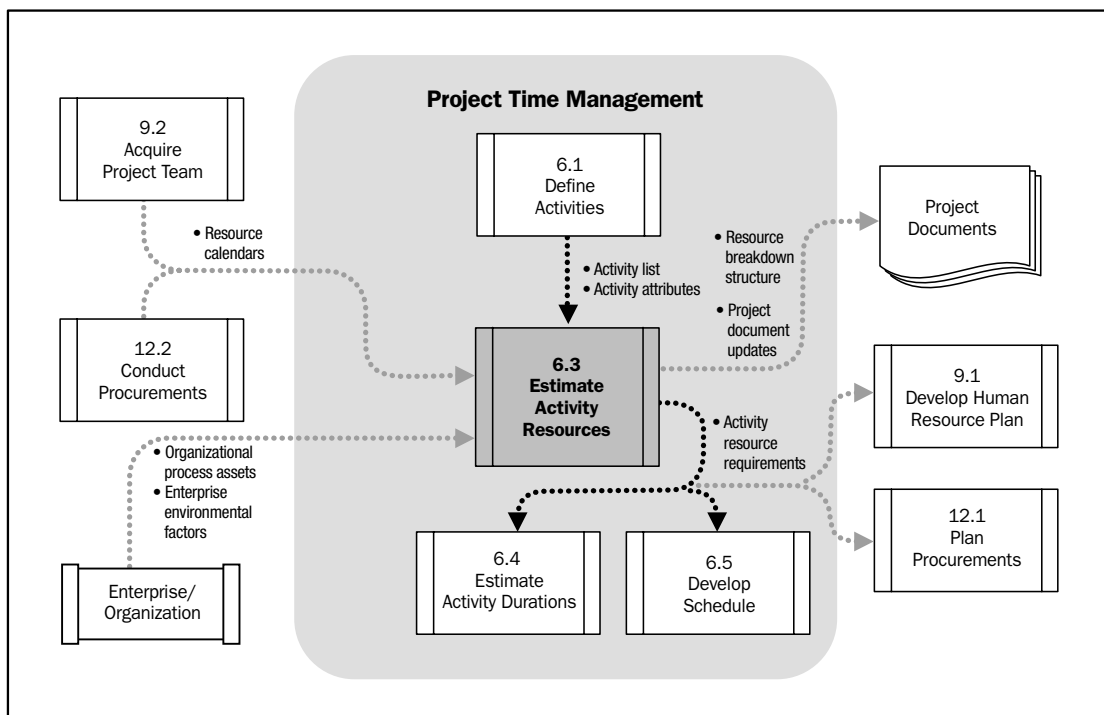 Project Time Management
9.2
Acquire
Project Team
6.1
Define
Activities
Project
Documents
• Resource
calendars
• Resource
breakdown
structure
• Activity list
• Activity attributes
• Project
document
updates
12.2
Conduct
Procurements
6.3
Estimate
Activity
Resources
9.1
Develop Human
Resource Plan
• Activity
resource
requirements
• Organizational
process assets
• Enterprise
environmental
factors
12.1
Plan
Procurements
6.4
Estimate
Activity Durations
6.5
Develop
Schedule
Enterprise/
Organization